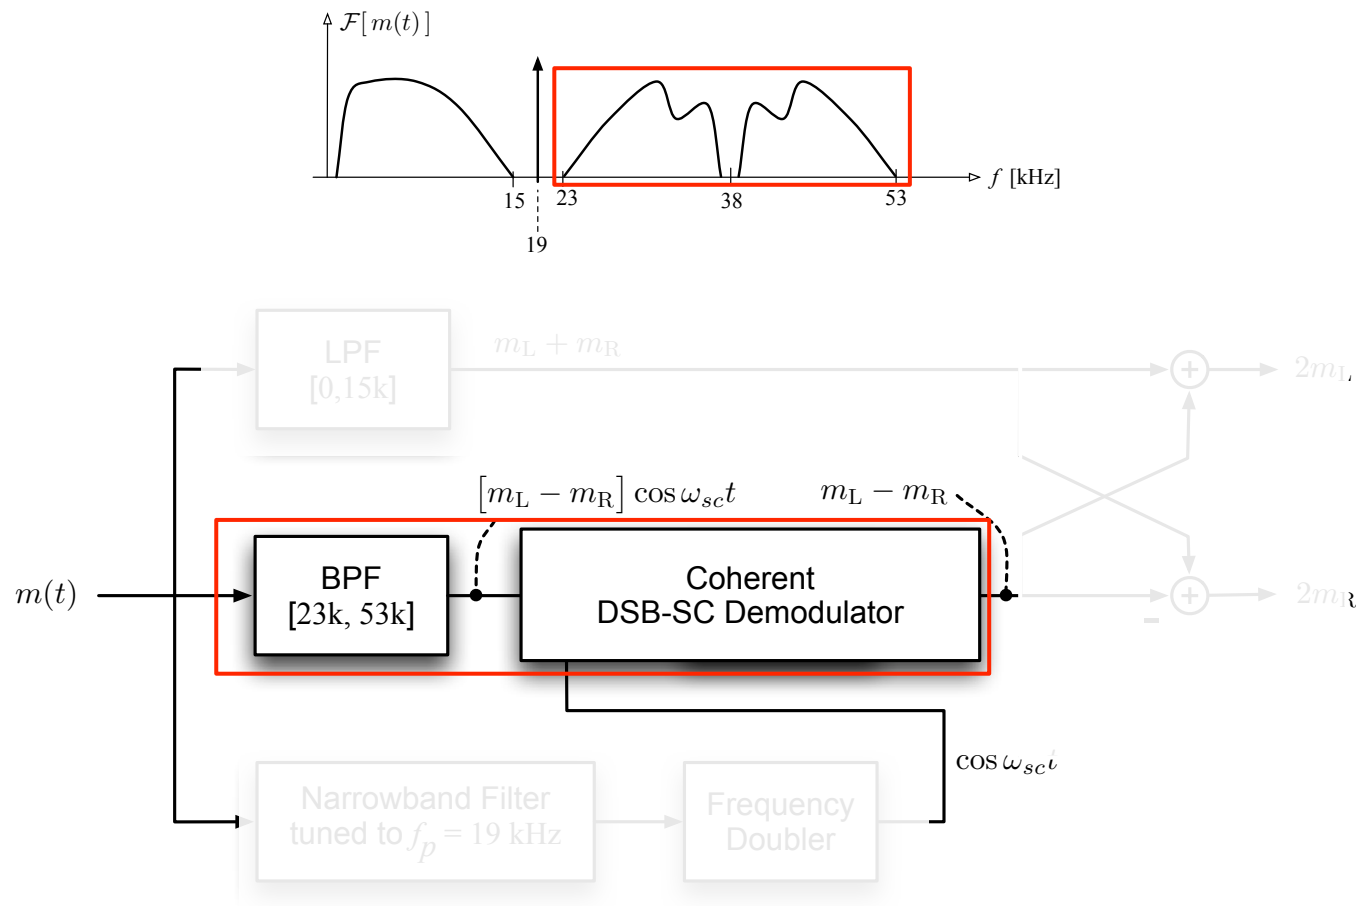 F[m(t)]
f [kHz]
15 23 38 53
19
LPF
[0,15k]
m_L + m_R
2m_L
[m_L − m_R] cos ω_sc t
m_L − m_R
m(t)
BPF
[23k, 53k]
Coherent
DSB-SC Demodulator
2m_R
-
cos ω_sc t
Narrowband Filter
tuned to f_p = 19 kHz
Frequency
Doubler